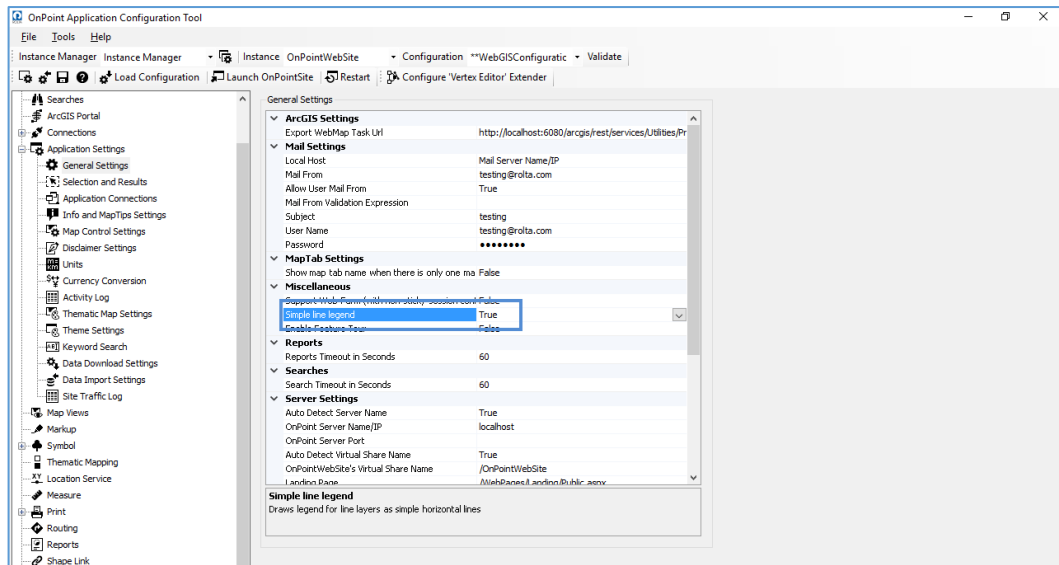 OnPoint Application Configuration Tool
File Tools Help
Instance Manager Instance Manager Instance OnPointWebSite Configuration **WebGISConfiguratic Validate
Load Configuration Launch OnPointSite Restart Configure 'Vertex Editor' Extender
Searches
ArcGIS Portal
Connections
Application Settings
General Settings
Selection and Results
Application Connections
Info and MapTips Settings
Map Control Settings
Disclaimer Settings
Units
Currency Conversion
Activity Log
Thematic Map Settings
Theme Settings
Keyword Search
Data Download Settings
Data Import Settings
Site Traffic Log
Map Views
Markup
Symbol
Thematic Mapping
Location Service
Measure
Print
Routing
Reports
Shape Link
General Settings
ArcGIS Settings
Export WebMap Task Url http://localhost:6080/arcgis/rest/services/Utilities/Pr
Mail Settings
Local Host Mail Server Name/IP
Mail From testing@rolta.com
Allow User Mail From True
Mail From Validation Expression
Subject testing
User Name testing@rolta.com
Password ●●●●●●●●
MapTab Settings
Show map tab name when there is only one ma False
Miscellaneous
Support Web Farm (with non sticky session conf False
Simple line legend True
Enable Feature Tour False
Reports
Reports Timeout in Seconds 60
Searches
Search Timeout in Seconds 60
Server Settings
Auto Detect Server Name True
OnPoint Server Name/IP localhost
OnPoint Server Port
Auto Detect Virtual Share Name True
OnPointWebSite's Virtual Share Name /OnPointWebSite
Landing Page /WebPages/Landing/Public.aspx
Simple line legend
Draws legend for line layers as simple horizontal lines